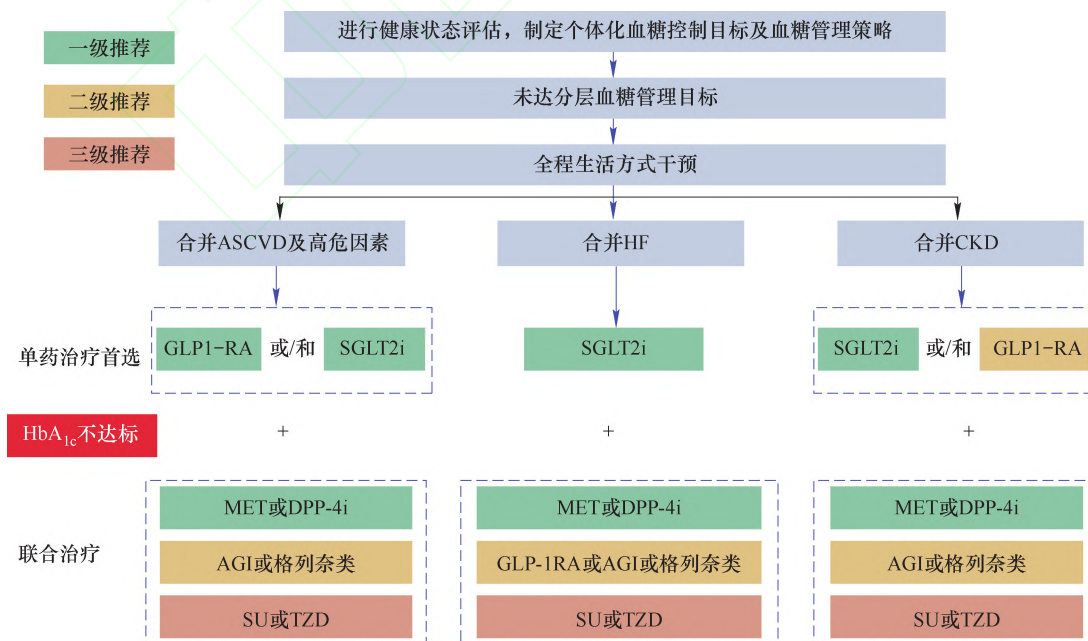 进行健康状态评估，制定个体化血糖控制目标及血糖管理策略
一级推荐
二级推荐
三级推荐
未达分层血糖管理目标
全程生活方式干预
合并ASCVD及高危因素
合并HF
合并CKD
单药治疗首选
GLP1-RA 或/和 SGLT2i
SGLT2i
SGLT2i 或/和 GLP1-RA
HbA1c不达标
+
+
+
联合治疗
MET或DPP-4i
AGI或格列奈类
SU或TZD
MET或DPP-4i
GLP-1RA或AGI或格列奈类
SU或TZD
MET或DPP-4i
AGI或格列奈类
SU或TZD